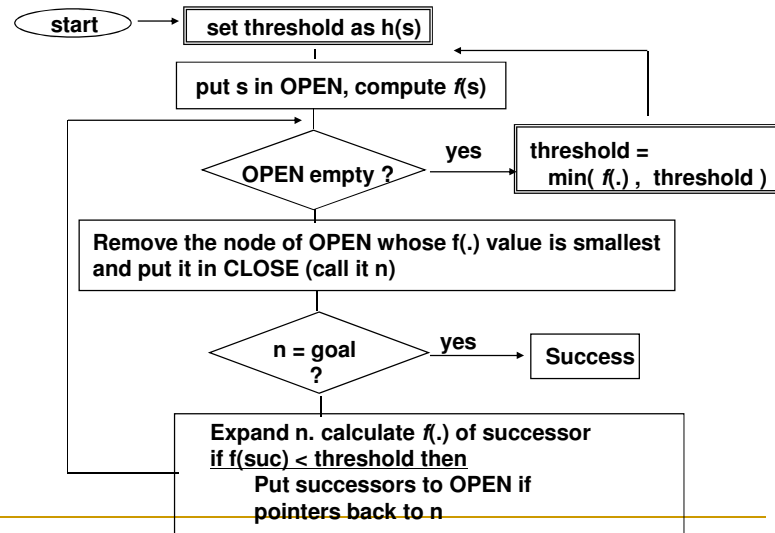 start
set threshold as h(s)
put s in OPEN, compute f(s)
OPEN empty ?
yes
threshold =
min( f(.) , threshold )
Remove the node of OPEN whose f(.) value is smallest
and put it in CLOSE (call it n)
n = goal
?
yes
Success
Expand n. calculate f(.) of successor
if f(suc) < threshold then
Put successors to OPEN if
pointers back to n